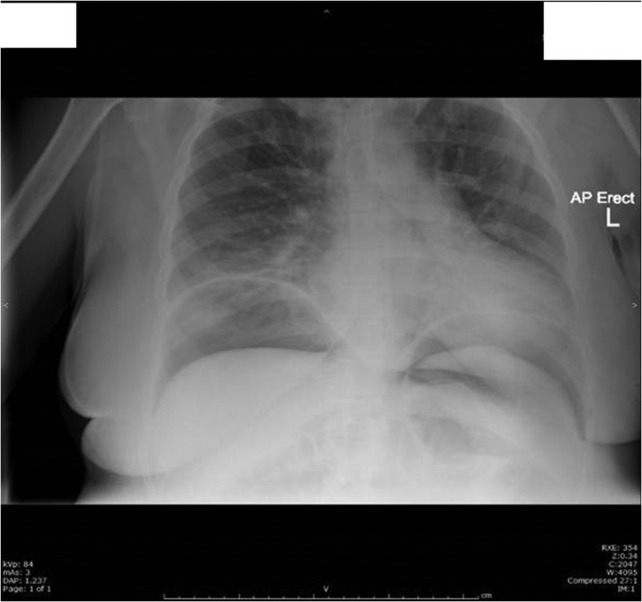 AP Erect
L
kVp: 84
mAs: 3
DAP: 1.237
Page: 1 of 1
V
cm
RXE: 354
Z:0.34
C:2047
W:4095
Compressed 27:1
IM:1